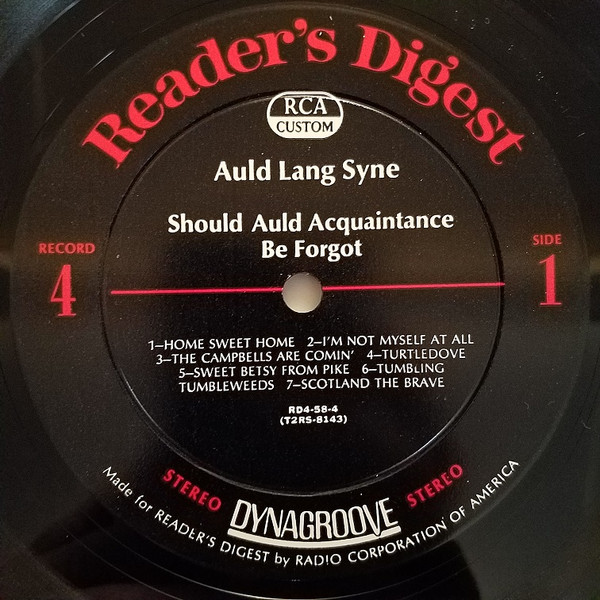 Reader's Digest
RCA
CUSTOM
Auld Lang Syne
Should Auld Acquaintance
Be Forgot
RECORD
4
SIDE
1
1–HOME SWEET HOME 2–I'M NOT MYSELF AT ALL
3–THE CAMPBELLS ARE COMIN' 4–TURTLEDOVE
5–SWEET BETSY FROM PIKE 6–TUMBLING
TUMBLEWEEDS 7–SCOTLAND THE BRAVE
RD4-58-4
(T2RS-8143)
STEREO DYNAGROOVE STEREO
Made for READER'S DIGEST by RADIO CORPORATION OF AMERICA